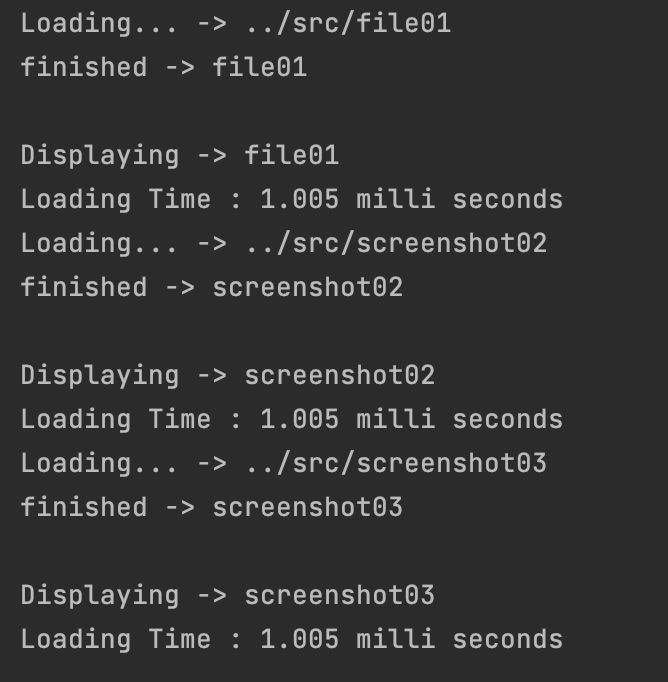 Loading... -> ../src/file01
finished -> file01
Displaying -> file01
Loading Time : 1.005 milli seconds
Loading... -> ../src/screenshot02
finished -> screenshot02
Displaying -> screenshot02
Loading Time : 1.005 milli seconds
Loading... -> ../src/screenshot03
finished -> screenshot03
Displaying -> screenshot03
Loading Time : 1.005 milli seconds